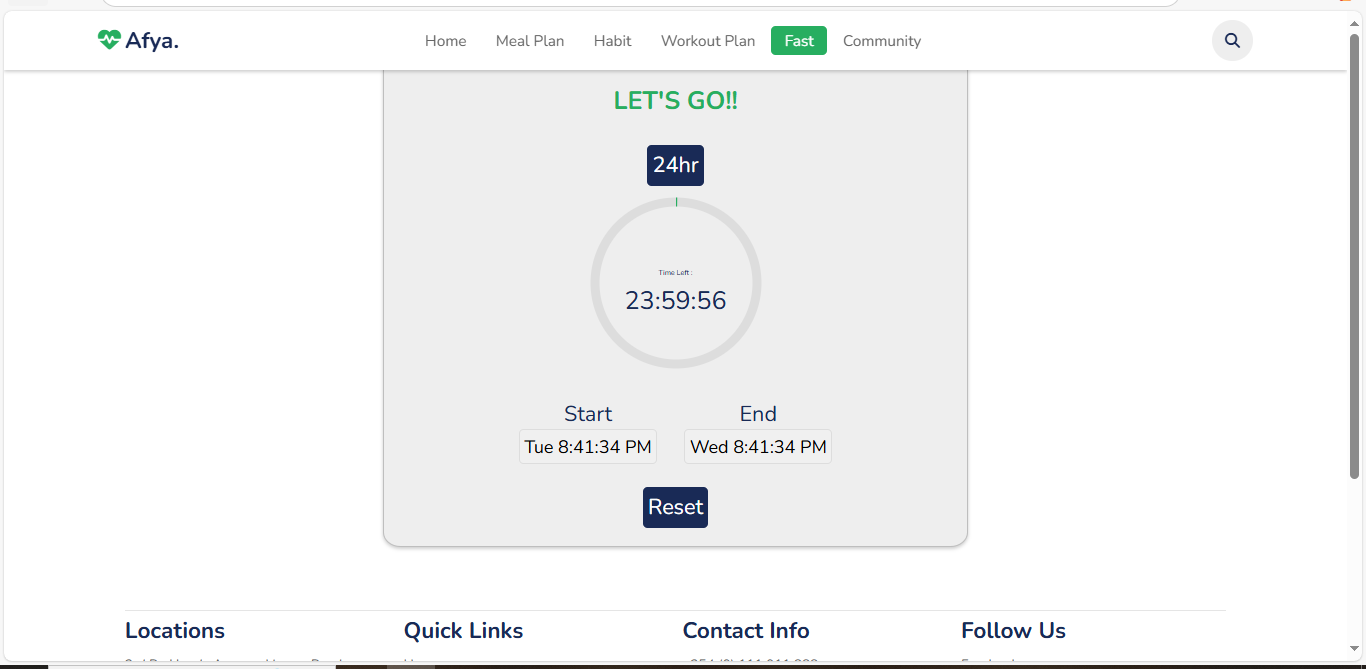 Afya.
Home Meal Plan Habit Workout Plan Fast Community
LET'S GO!!
24hr
Time Left :
23:59:56
Start End
Tue 8:41:34 PM Wed 8:41:34 PM
Reset
Locations Quick Links Contact Info Follow Us